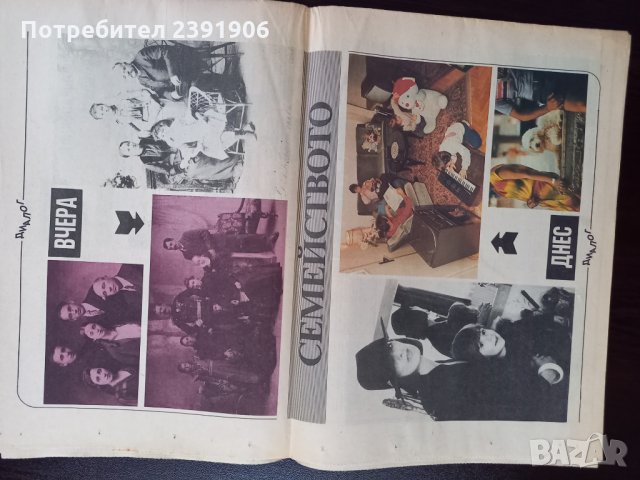 Потребител 2391906
диалог
ВЧЕРА
СЕМЕЙСТВОТО
ДНЕС
диалог
BAZAR